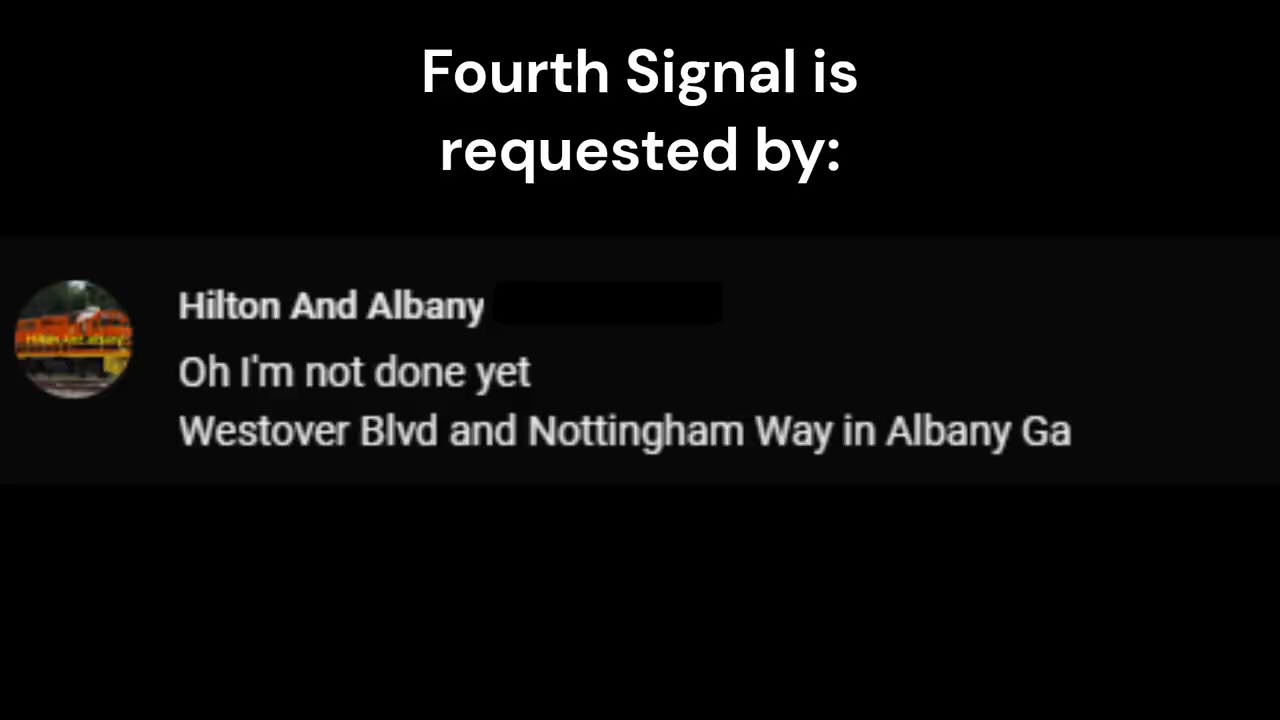 Fourth Signal is
requested by:
Hilton And Albany
Oh I'm not done yet
Westover Blvd and Nottingham Way in Albany Ga